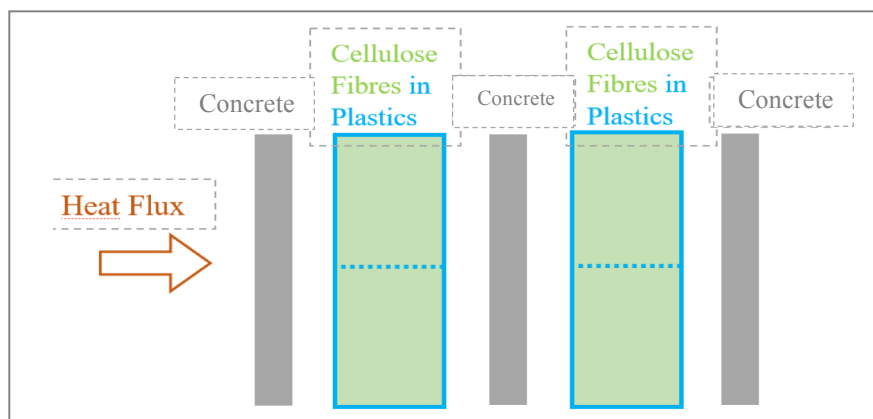 Cellulose
Fibres in
Plastics
Cellulose
Fibres in
Plastics
Concrete
Concrete
Concrete
Heat Flux